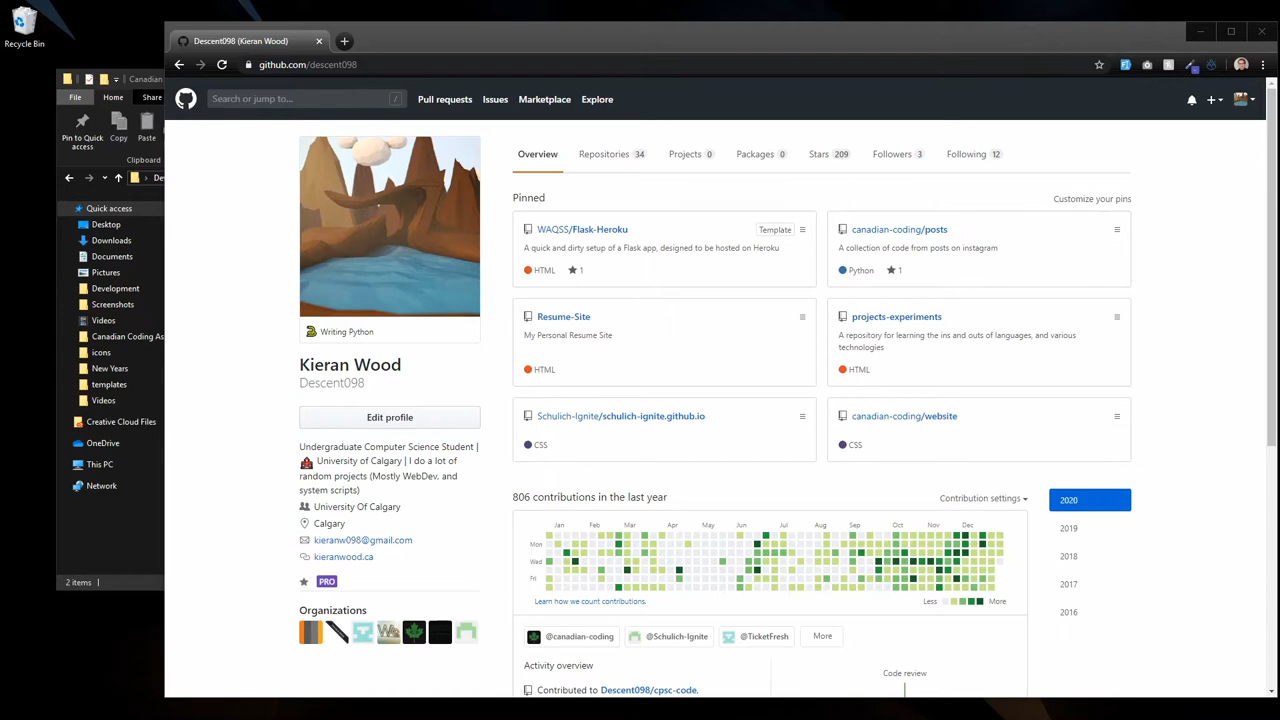 Recycle Bin
Canadian
File
Home
Share
Pin to Quick access
Copy
Paste
Clipboard
De
Quick access
Desktop
Downloads
Documents
Pictures
Development
Screenshots
Videos
Canadian Coding As
icons
New Years
templates
Videos
Creative Cloud Files
OneDrive
This PC
Network
2 items
Descent098 (Kieran Wood)
github.com/descent098
Search or jump to...
/
Pull requests
Issues
Marketplace
Explore
Writing Python
Kieran Wood
Descent098
Edit profile
Undergraduate Computer Science Student |
University of Calgary | I do a lot of
random projects (Mostly WebDev, and
system scripts)
University Of Calgary
Calgary
kieranw098@gmail.com
kieranwood.ca
PRO
Organizations
Overview
Repositories 34
Projects 0
Packages 0
Stars 209
Followers 3
Following 12
Pinned
Customize your pins
WAQSS/Flask-Heroku
Template
A quick and dirty setup of a Flask app, designed to be hosted on Heroku
HTML
1
canadian-coding/posts
A collection of code from posts on instagram
Python
1
Resume-Site
My Personal Resume Site
HTML
projects-experiments
A repository for learning the ins and outs of languages, and various
technologies
HTML
Schulich-Ignite/schulich-ignite.github.io
CSS
canadian-coding/website
CSS
806 contributions in the last year
Contribution settings
Jan Feb Mar Apr May Jun Jul Aug Sep Oct Nov Dec
Mon
Wed
Fri
Learn how we count contributions.
Less
More
2020
2019
2018
2017
2016
@canadian-coding
@Schulich-Ignite
@TicketFresh
More
Activity overview
Contributed to Descent098/cpsc-code,
Code review